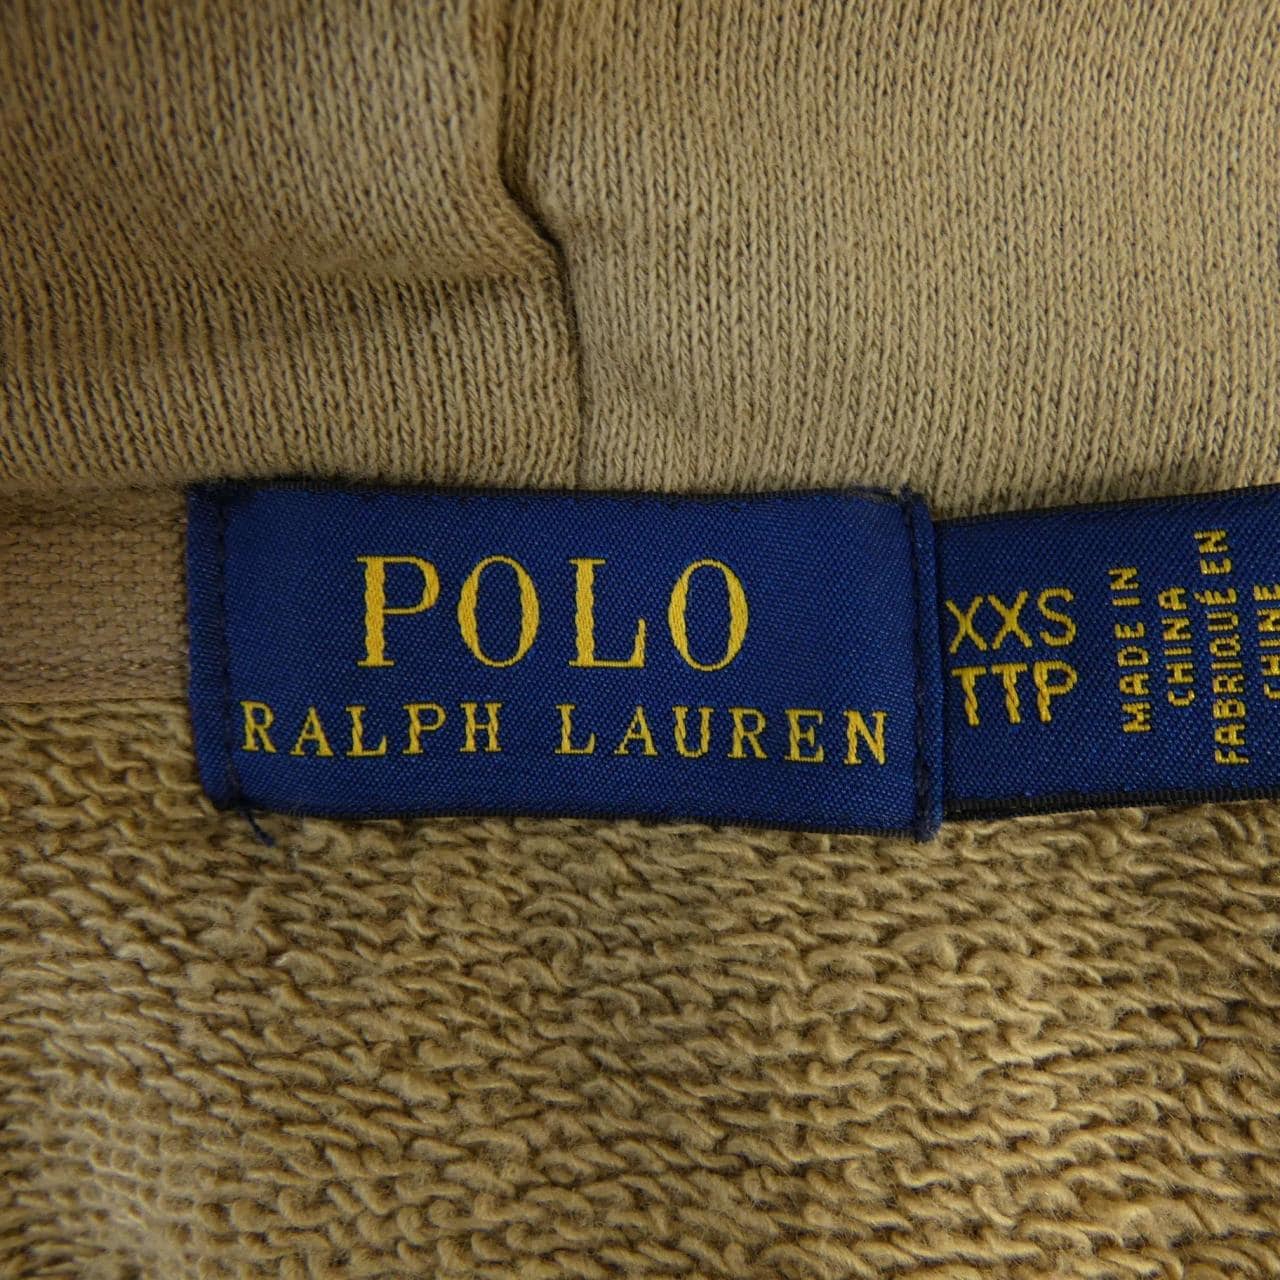 POLO
RALPH LAUREN
XXS
TTP
MADE IN
CHINA
FABRIQUÉ EN
CHINE